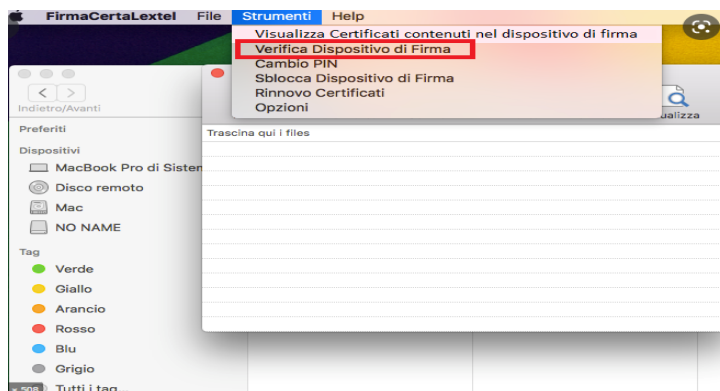 FirmaCertaLextel File Strumenti Help
Visualizza Certificati contenuti nel dispositivo di firma
Verifica Dispositivo di Firma
Cambio PIN
Sblocca Dispositivo di Firma
Rinnovo Certificati
Opzioni
Indietro/Avanti
ualizza
Preferiti
Trascina qui i files
Dispositivi
MacBook Pro di Sisten
Disco remoto
Mac
NO NAME
Tag
Verde
Giallo
Arancio
Rosso
Blu
Grigio
× 508
Tutti i tag...